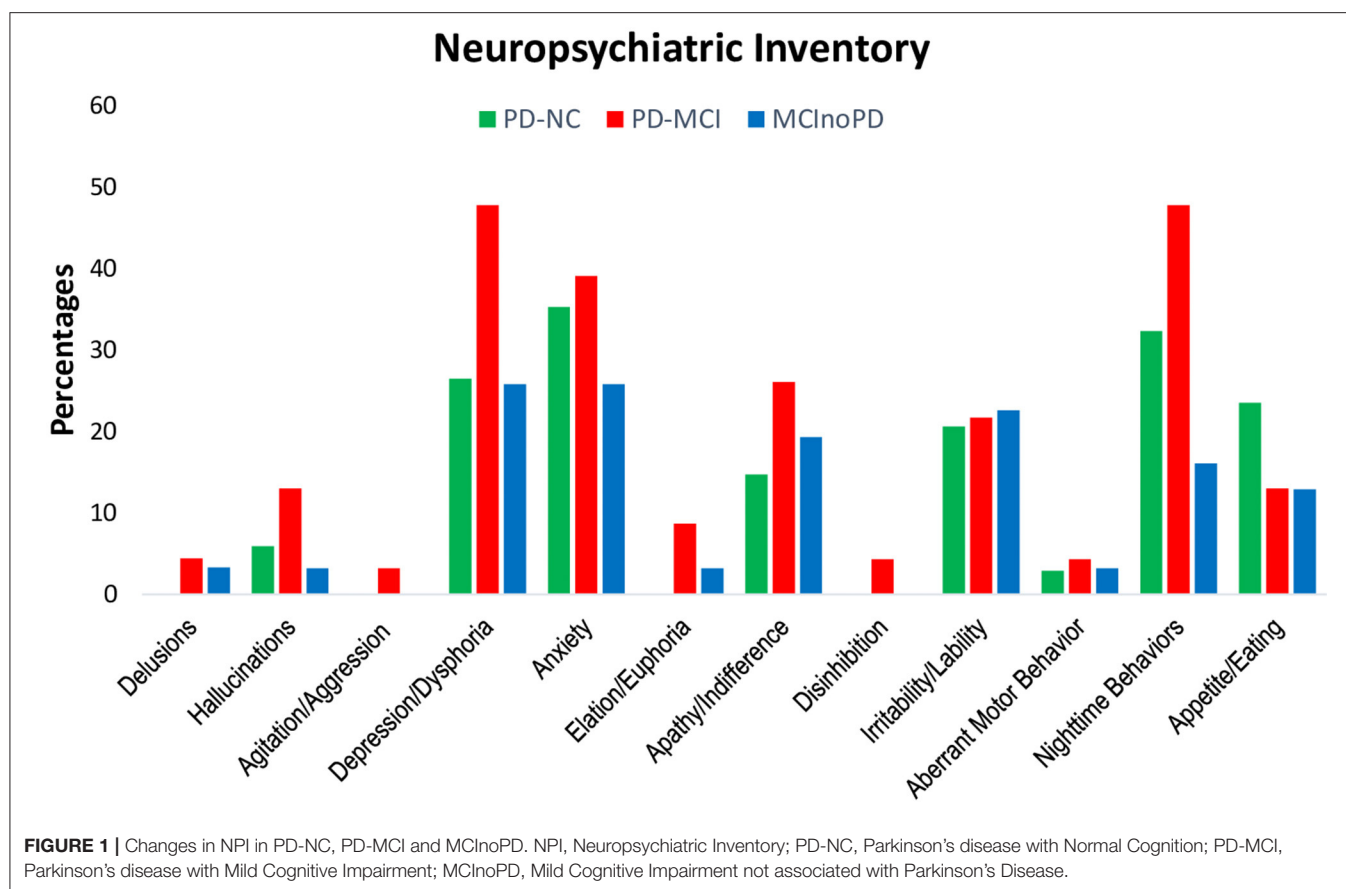 Neuropsychiatric Inventory
PD-NC PD-MCI MCInoPD
Percentages
60
50
40
30
20
10
0
Delusions
Hallucinations
Agitation/Aggression
Depression/Dysphoria
Anxiety
Elation/Euphoria
Apathy/Indifference
Disinhibition
Irritability/Lability
Aberrant Motor Behavior
Nighttime Behaviors
Appetite/Eating
FIGURE 1 | Changes in NPI in PD-NC, PD-MCI and MCInoPD. NPI, Neuropsychiatric Inventory; PD-NC, Parkinson's disease with Normal Cognition; PD-MCI,
Parkinson's disease with Mild Cognitive Impairment; MCInoPD, Mild Cognitive Impairment not associated with Parkinson's Disease.